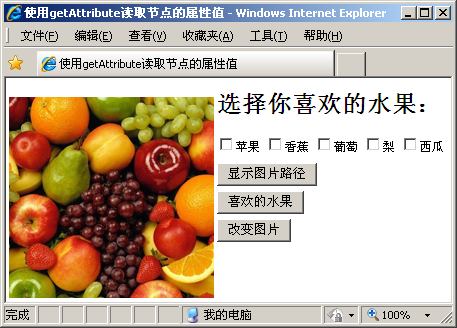 使用getAttribute读取节点的属性值 - Windows Internet Explorer
文件(F) 编辑(E) 查看(V) 收藏夹(A) 工具(T) 帮助(H)
使用getAttribute读取节点的属性值
选择你喜欢的水果：
苹果 香蕉 葡萄 梨 西瓜
显示图片路径
喜欢的水果
改变图片
完成 我的电脑 100%